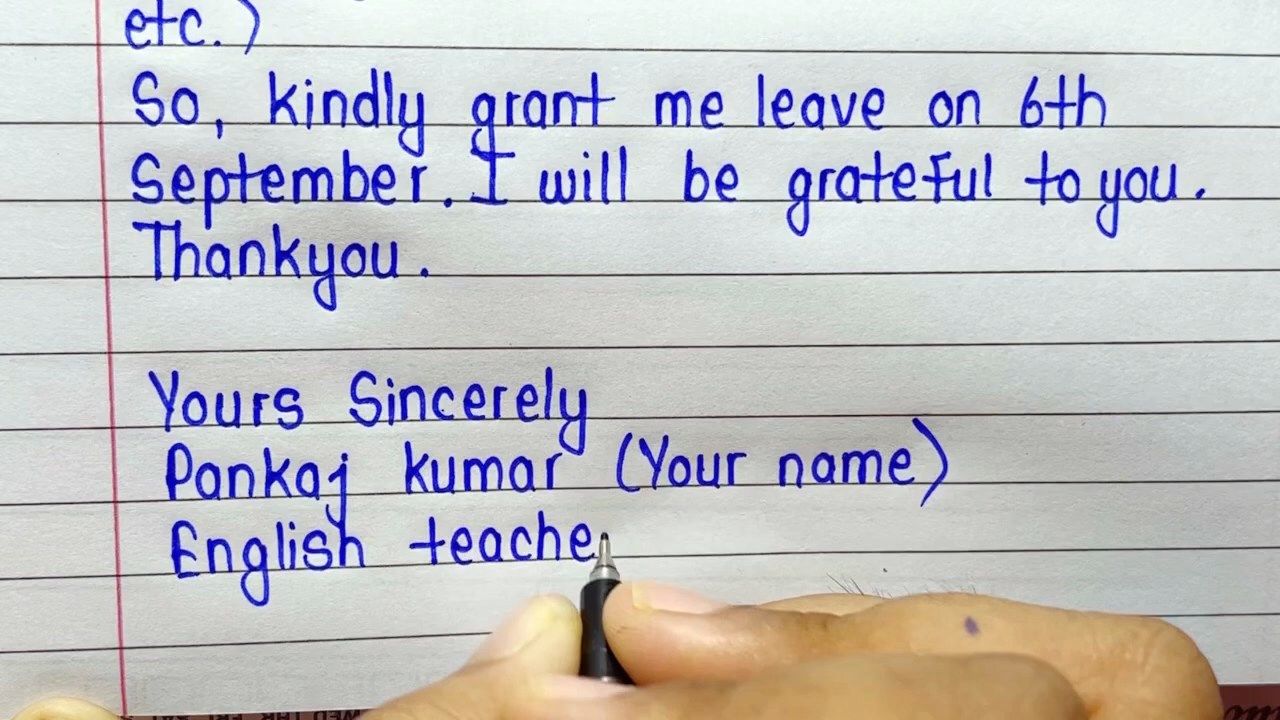 etc.)
So, kindly grant me leave on 6th
September. I will be grateful to you.
Thankyou.
Yours Sincerely
Pankaj kumar (Your name)
English teache